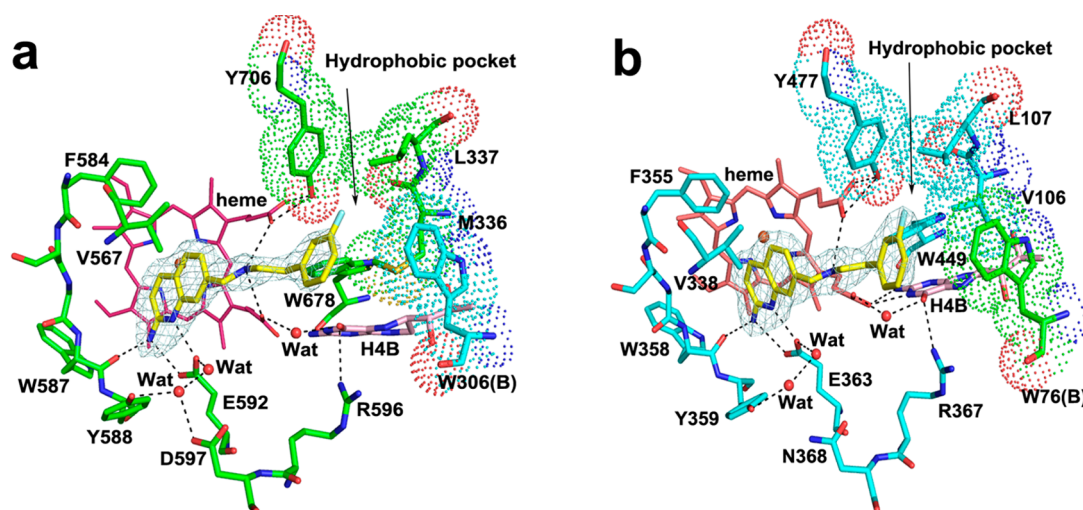 a
Y706
Hydrophobic pocket
L337
F584
heme
M336
V567
W678
Wat
H4B
W587
Wat
Wat
W306(B)
Y588
E592
R596
D597
b
Hydrophobic pocket
Y477
L107
F355
heme
V106
V338
W449
H4B
Wat
W358
Wat
E363
W76(B)
Y359
Wat
R367
N368